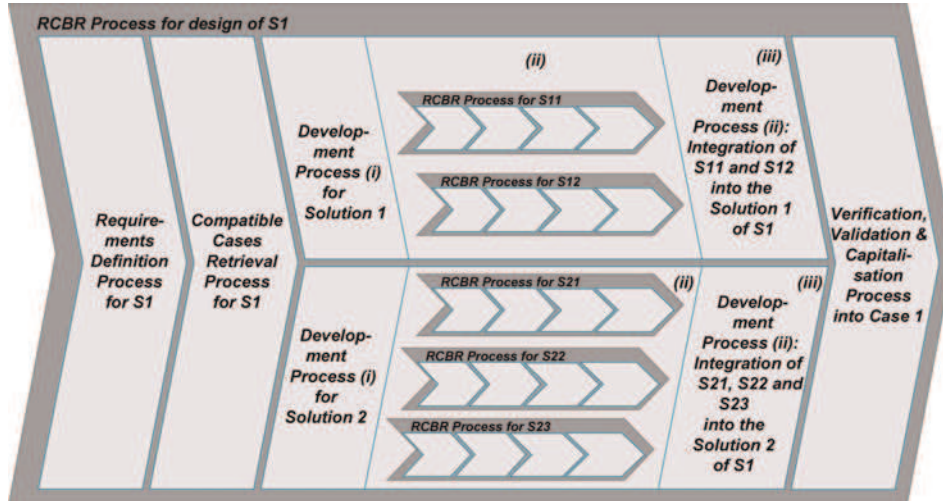 RCBR Process for design of S1
Require-
ments
Definition
Process
for S1
Compatible
Cases
Retrieval
Process
for S1
Develop-
ment
Process (i)
for
Solution 1
(ii)
RCBR Process for S11
RCBR Process for S12
(iii)
Develop-
ment
Process (ii):
Integration of
S11 and S12
into the
Solution 1
of S1
Develop-
ment
Process (i)
for
Solution 2
RCBR Process for S21
(ii)
RCBR Process for S22
RCBR Process for S23
(iii)
Develop-
ment
Process (ii):
Integration of
S21, S22 and
S23
into the
Solution 2
of S1
Verification,
Validation &
Capitali-
sation
Process
into Case 1